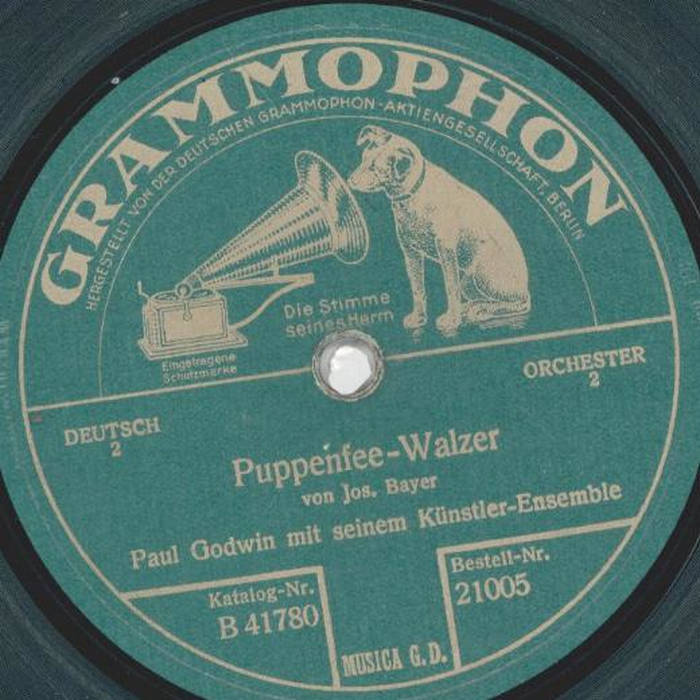 GRAMMOPHON
HERGESTELLT VON DER DEUTSCHEN GRAMMOPHON-AKTIENGESELLSCHAFT, BERLIN
Die Stimme
seines Herrn
Eingetragene
Schutzmarke
DEUTSCH
2
ORCHESTER
2
Puppenfee-Walzer
von Jos. Bayer
Paul Godwin mit seinem Künstler-Ensemble
Katalog-Nr.
B 41780
Bestell-Nr.
21005
MUSICA G.D.